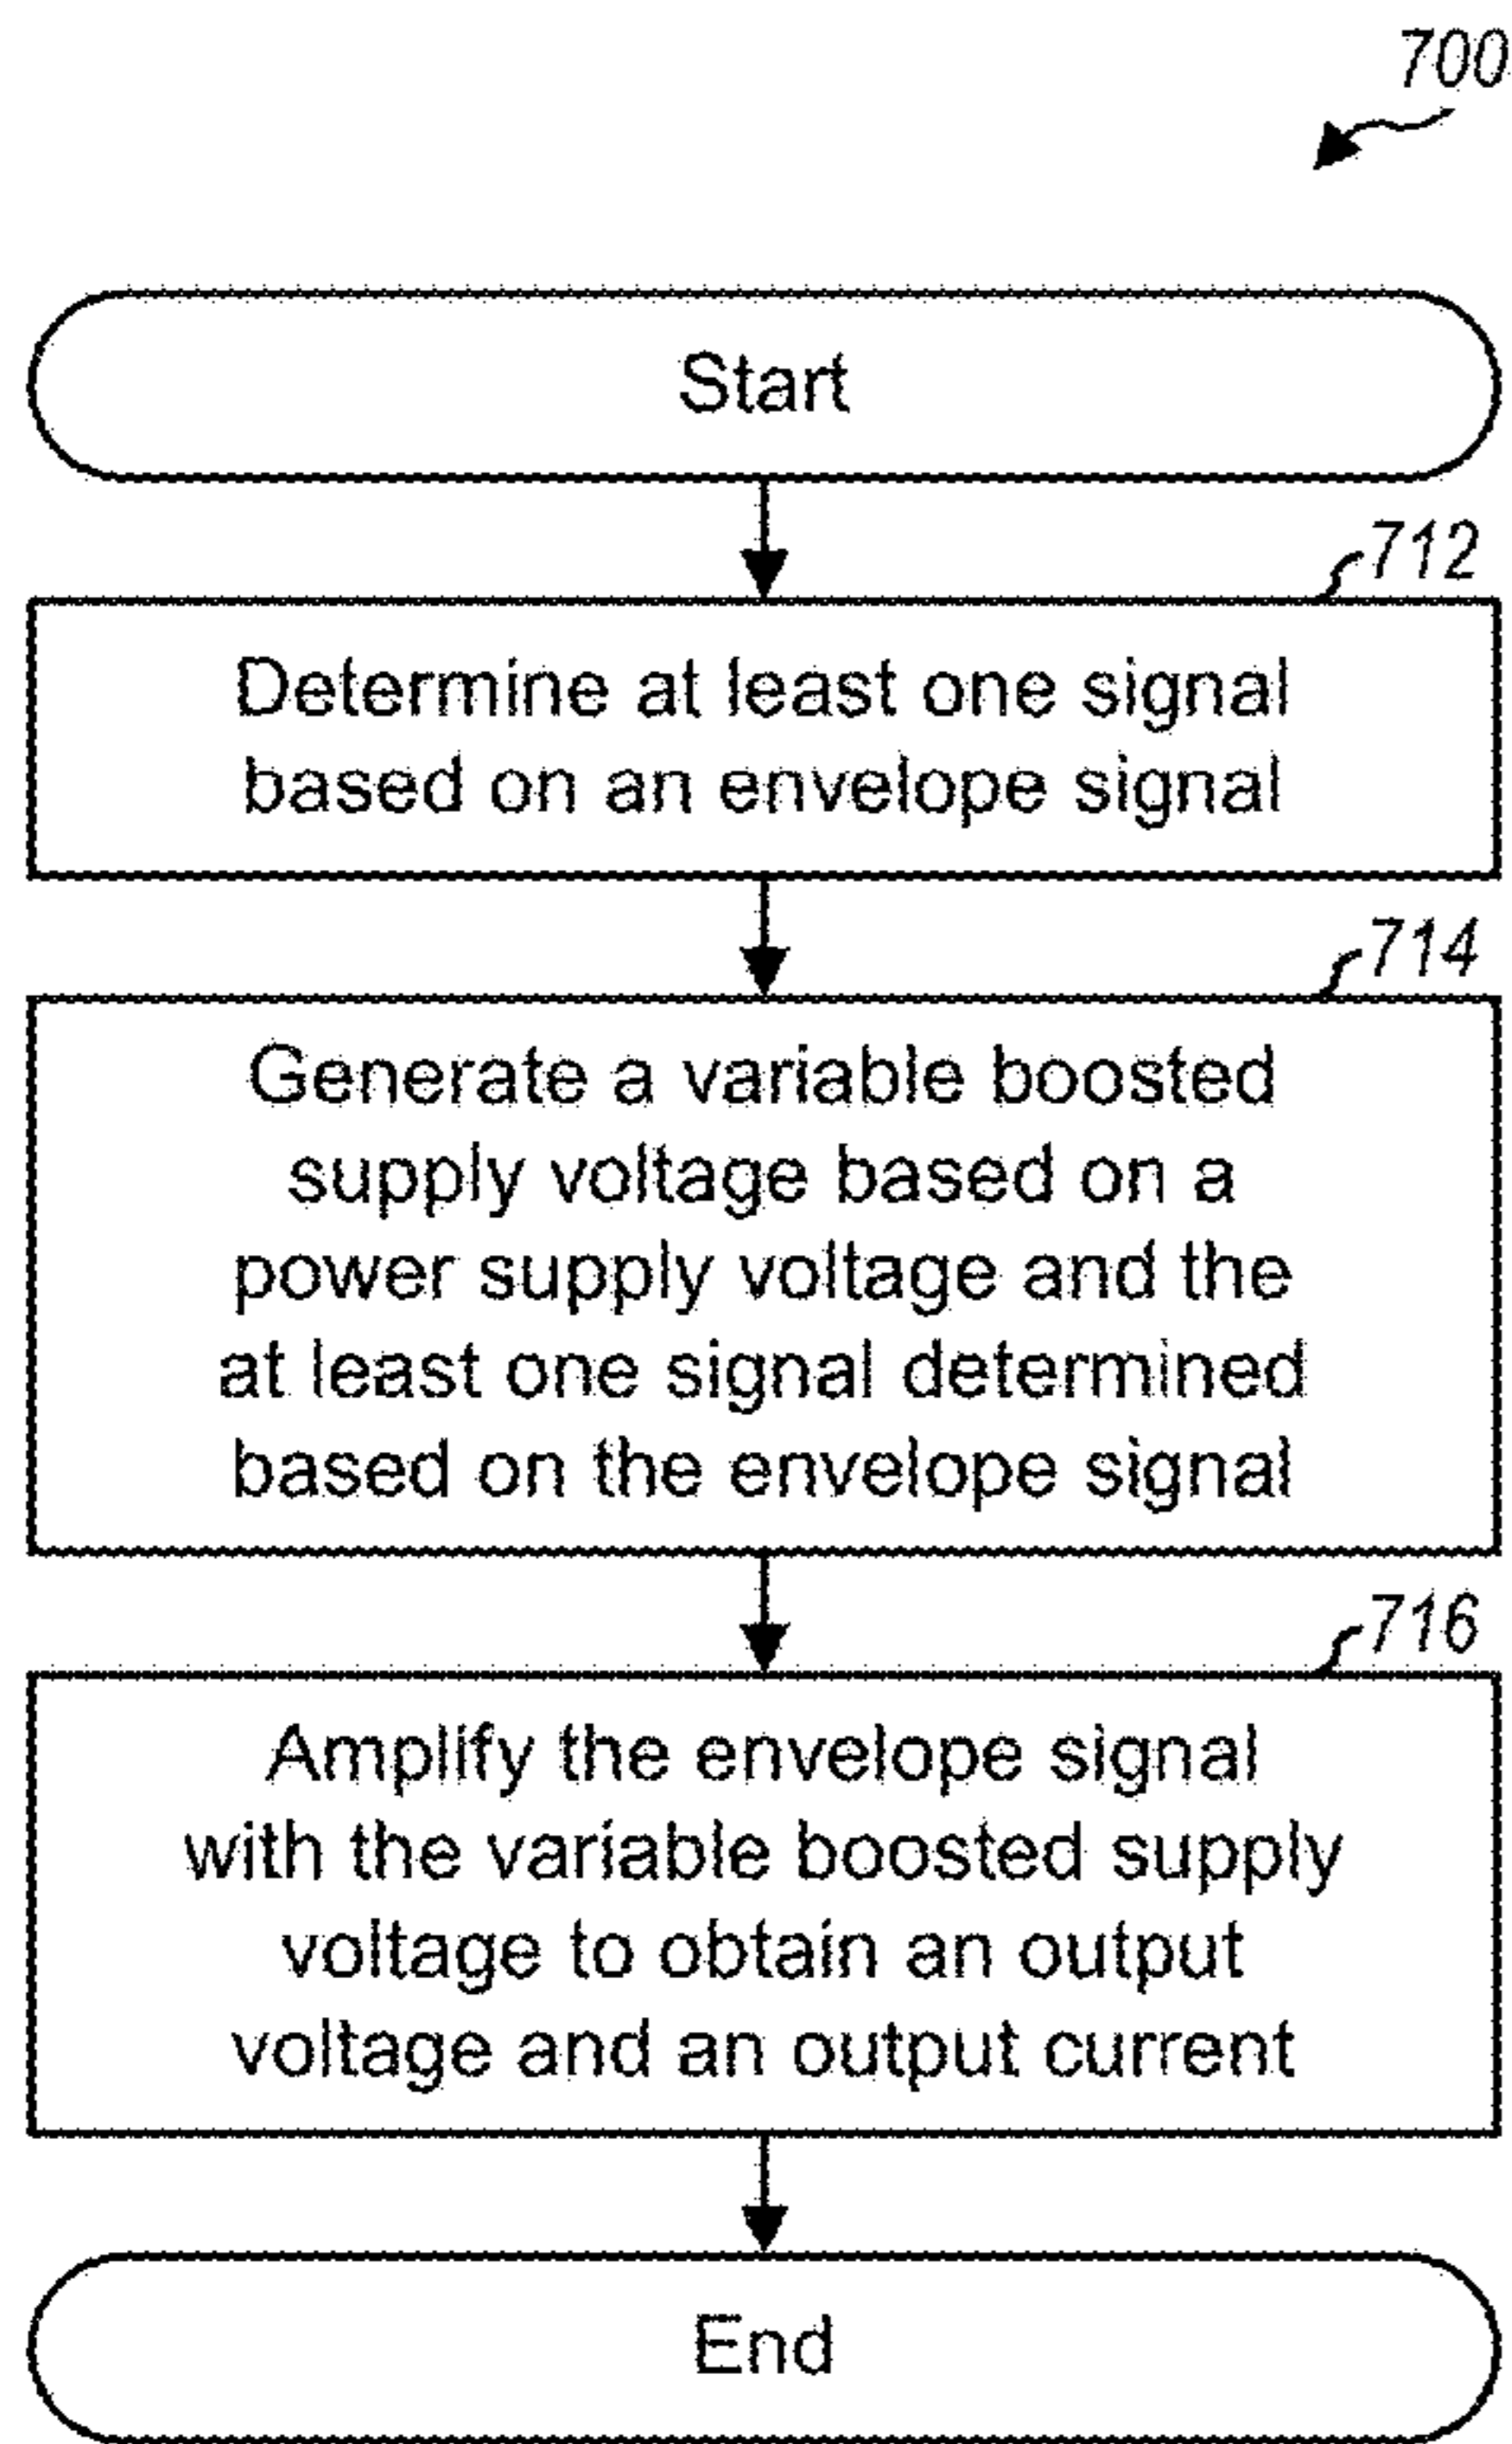 700
Start
712
Determine at least one signal
based on an envelope signal
714
Generate a variable boosted
supply voltage based on a
power supply voltage and the
at least one signal determined
based on the envelope signal
716
Amplify the envelope signal
with the variable boosted supply
voltage to obtain an output
voltage and an output current
End